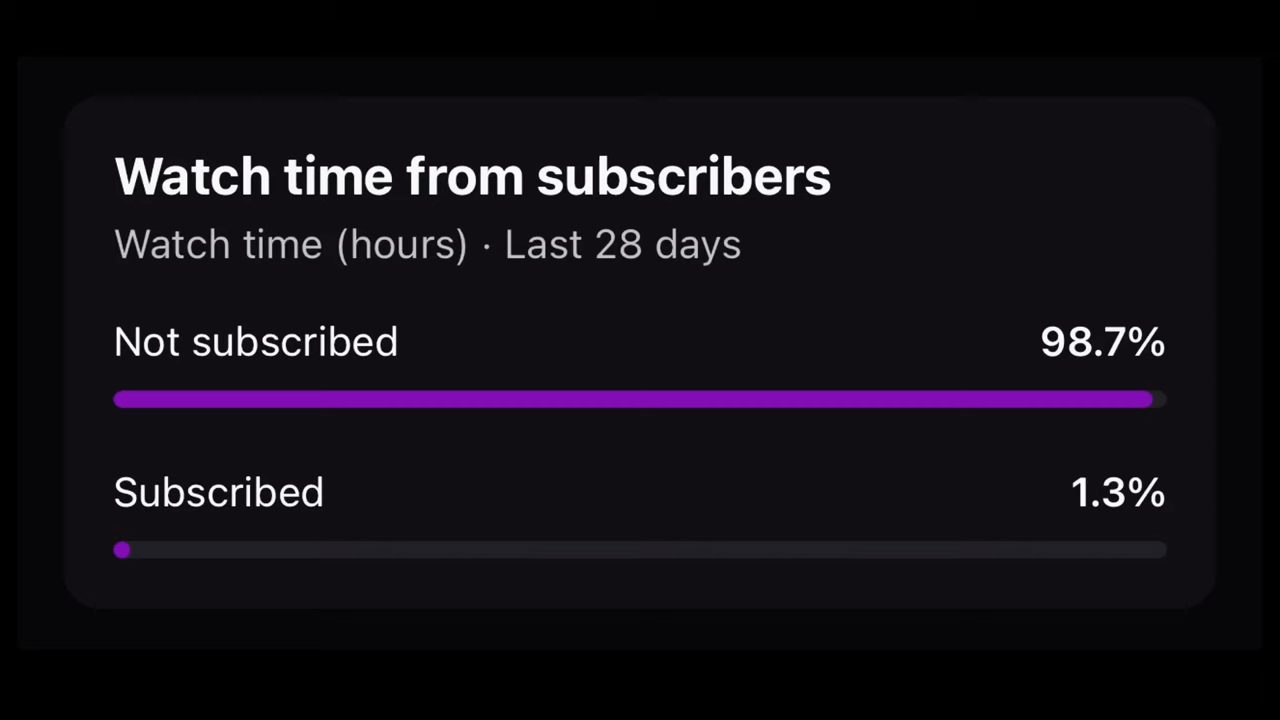 Watch time from subscribers
Watch time (hours) · Last 28 days
Not subscribed 98.7%
Subscribed 1.3%